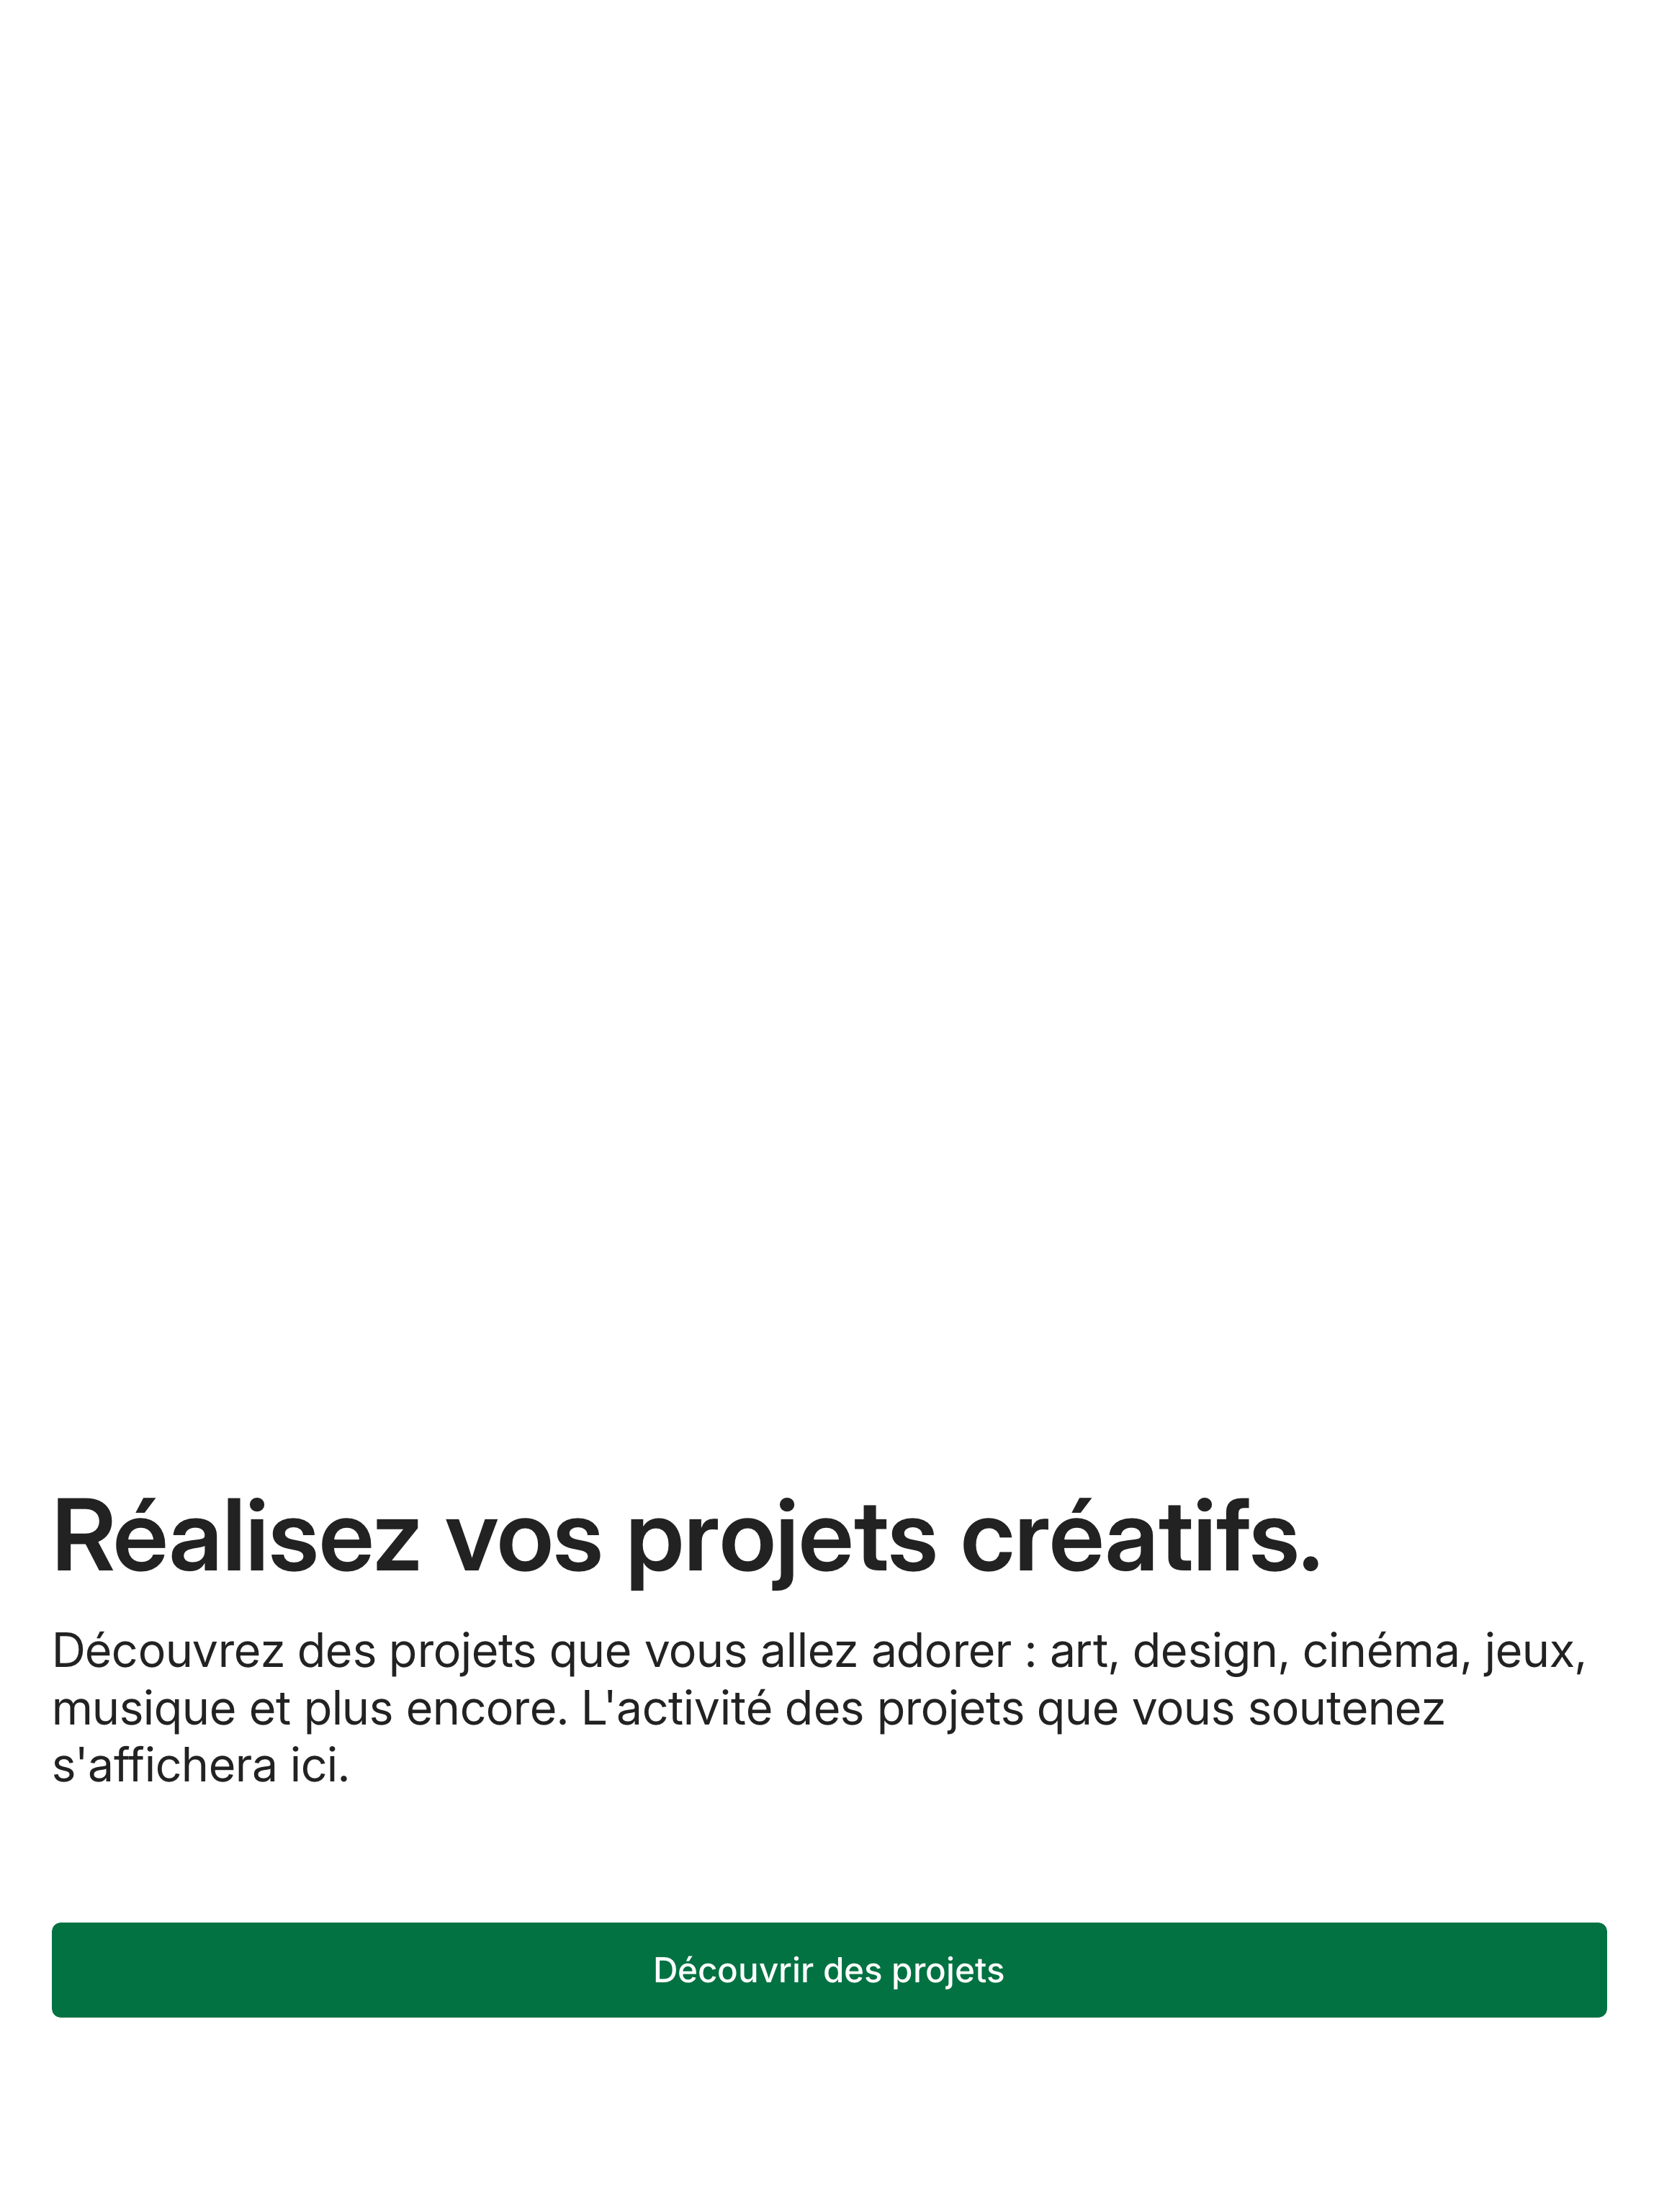 Réalisez vos projets créatifs.
Découvrez des projets que vous allez adorer : art, design, cinéma, jeux,
musique et plus encore. L'activité des projets que vous soutenez
s'affichera ici.
Découvrir des projets